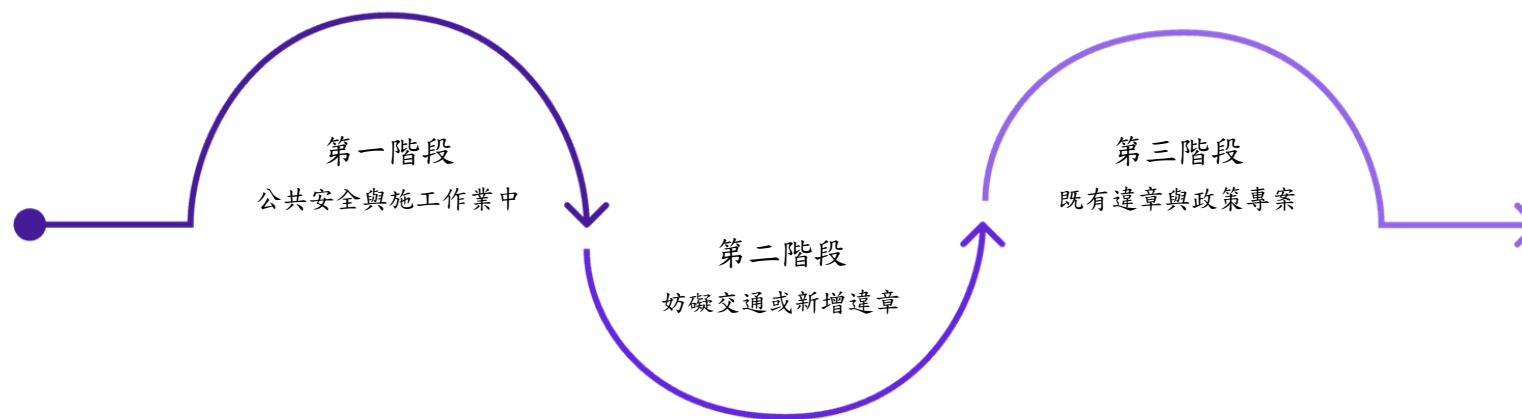 第一階段
公共安全與施工作業中
第二階段
妨礙交通或新增違章
第三階段
既有違章與政策專案